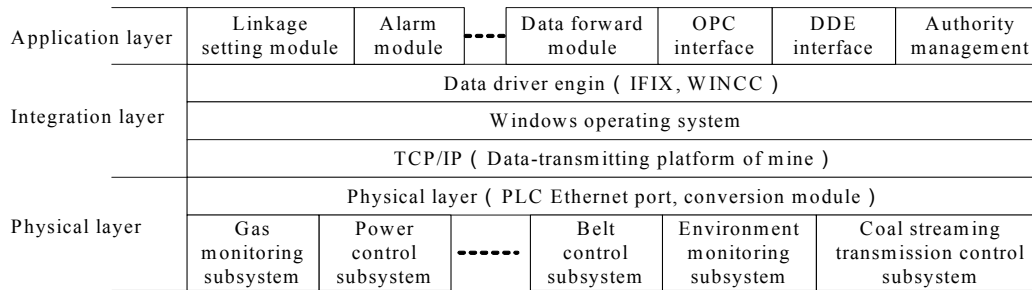 Application layer
Linkage
setting module
Alarm
module
Data forward
module
OPC
interface
DDE
interface
Authority
management
Integration layer
Data driver engin ( IFIX, WINCC )
Windows operating system
TCP/IP ( Data-transmitting platform of mine )
Physical layer
Physical layer ( PLC Ethernet port, conversion module )
Gas
monitoring
subsystem
Power
control
subsystem
Belt
control
subsystem
Environment
monitoring
subsystem
Coal streaming
transmission control
subsystem